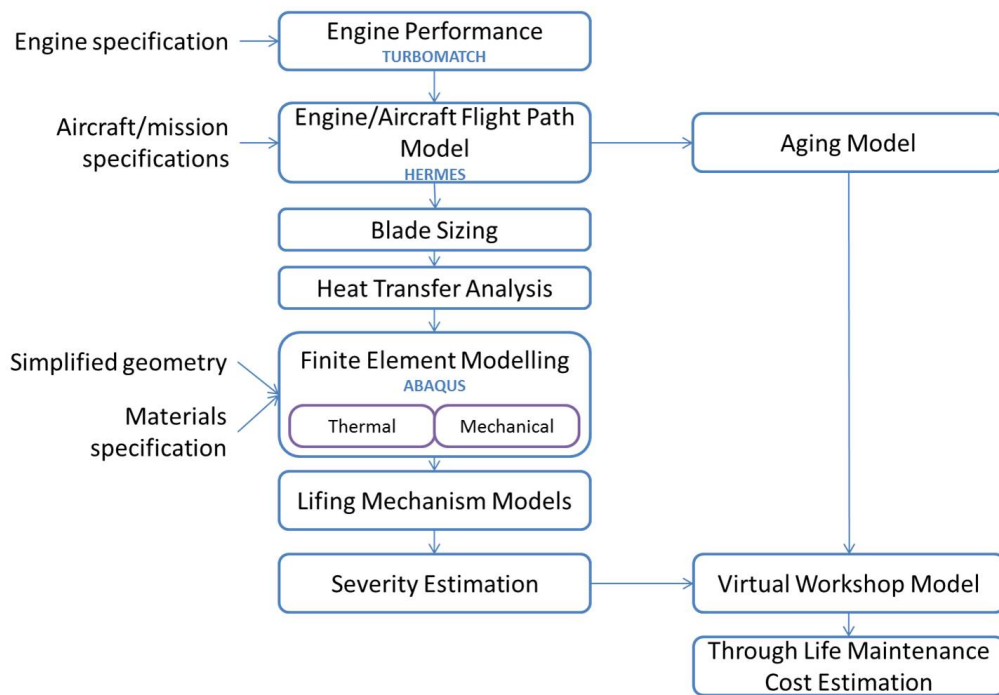 Engine specification
Engine Performance
TURBOMATCH
Aircraft/mission
specifications
Engine/Aircraft Flight Path
Model
HERMES
Aging Model
Blade Sizing
Heat Transfer Analysis
Simplified geometry
Materials
specification
Finite Element Modelling
ABAQUS
Thermal
Mechanical
Lifing Mechanism Models
Severity Estimation
Virtual Workshop Model
Through Life Maintenance
Cost Estimation